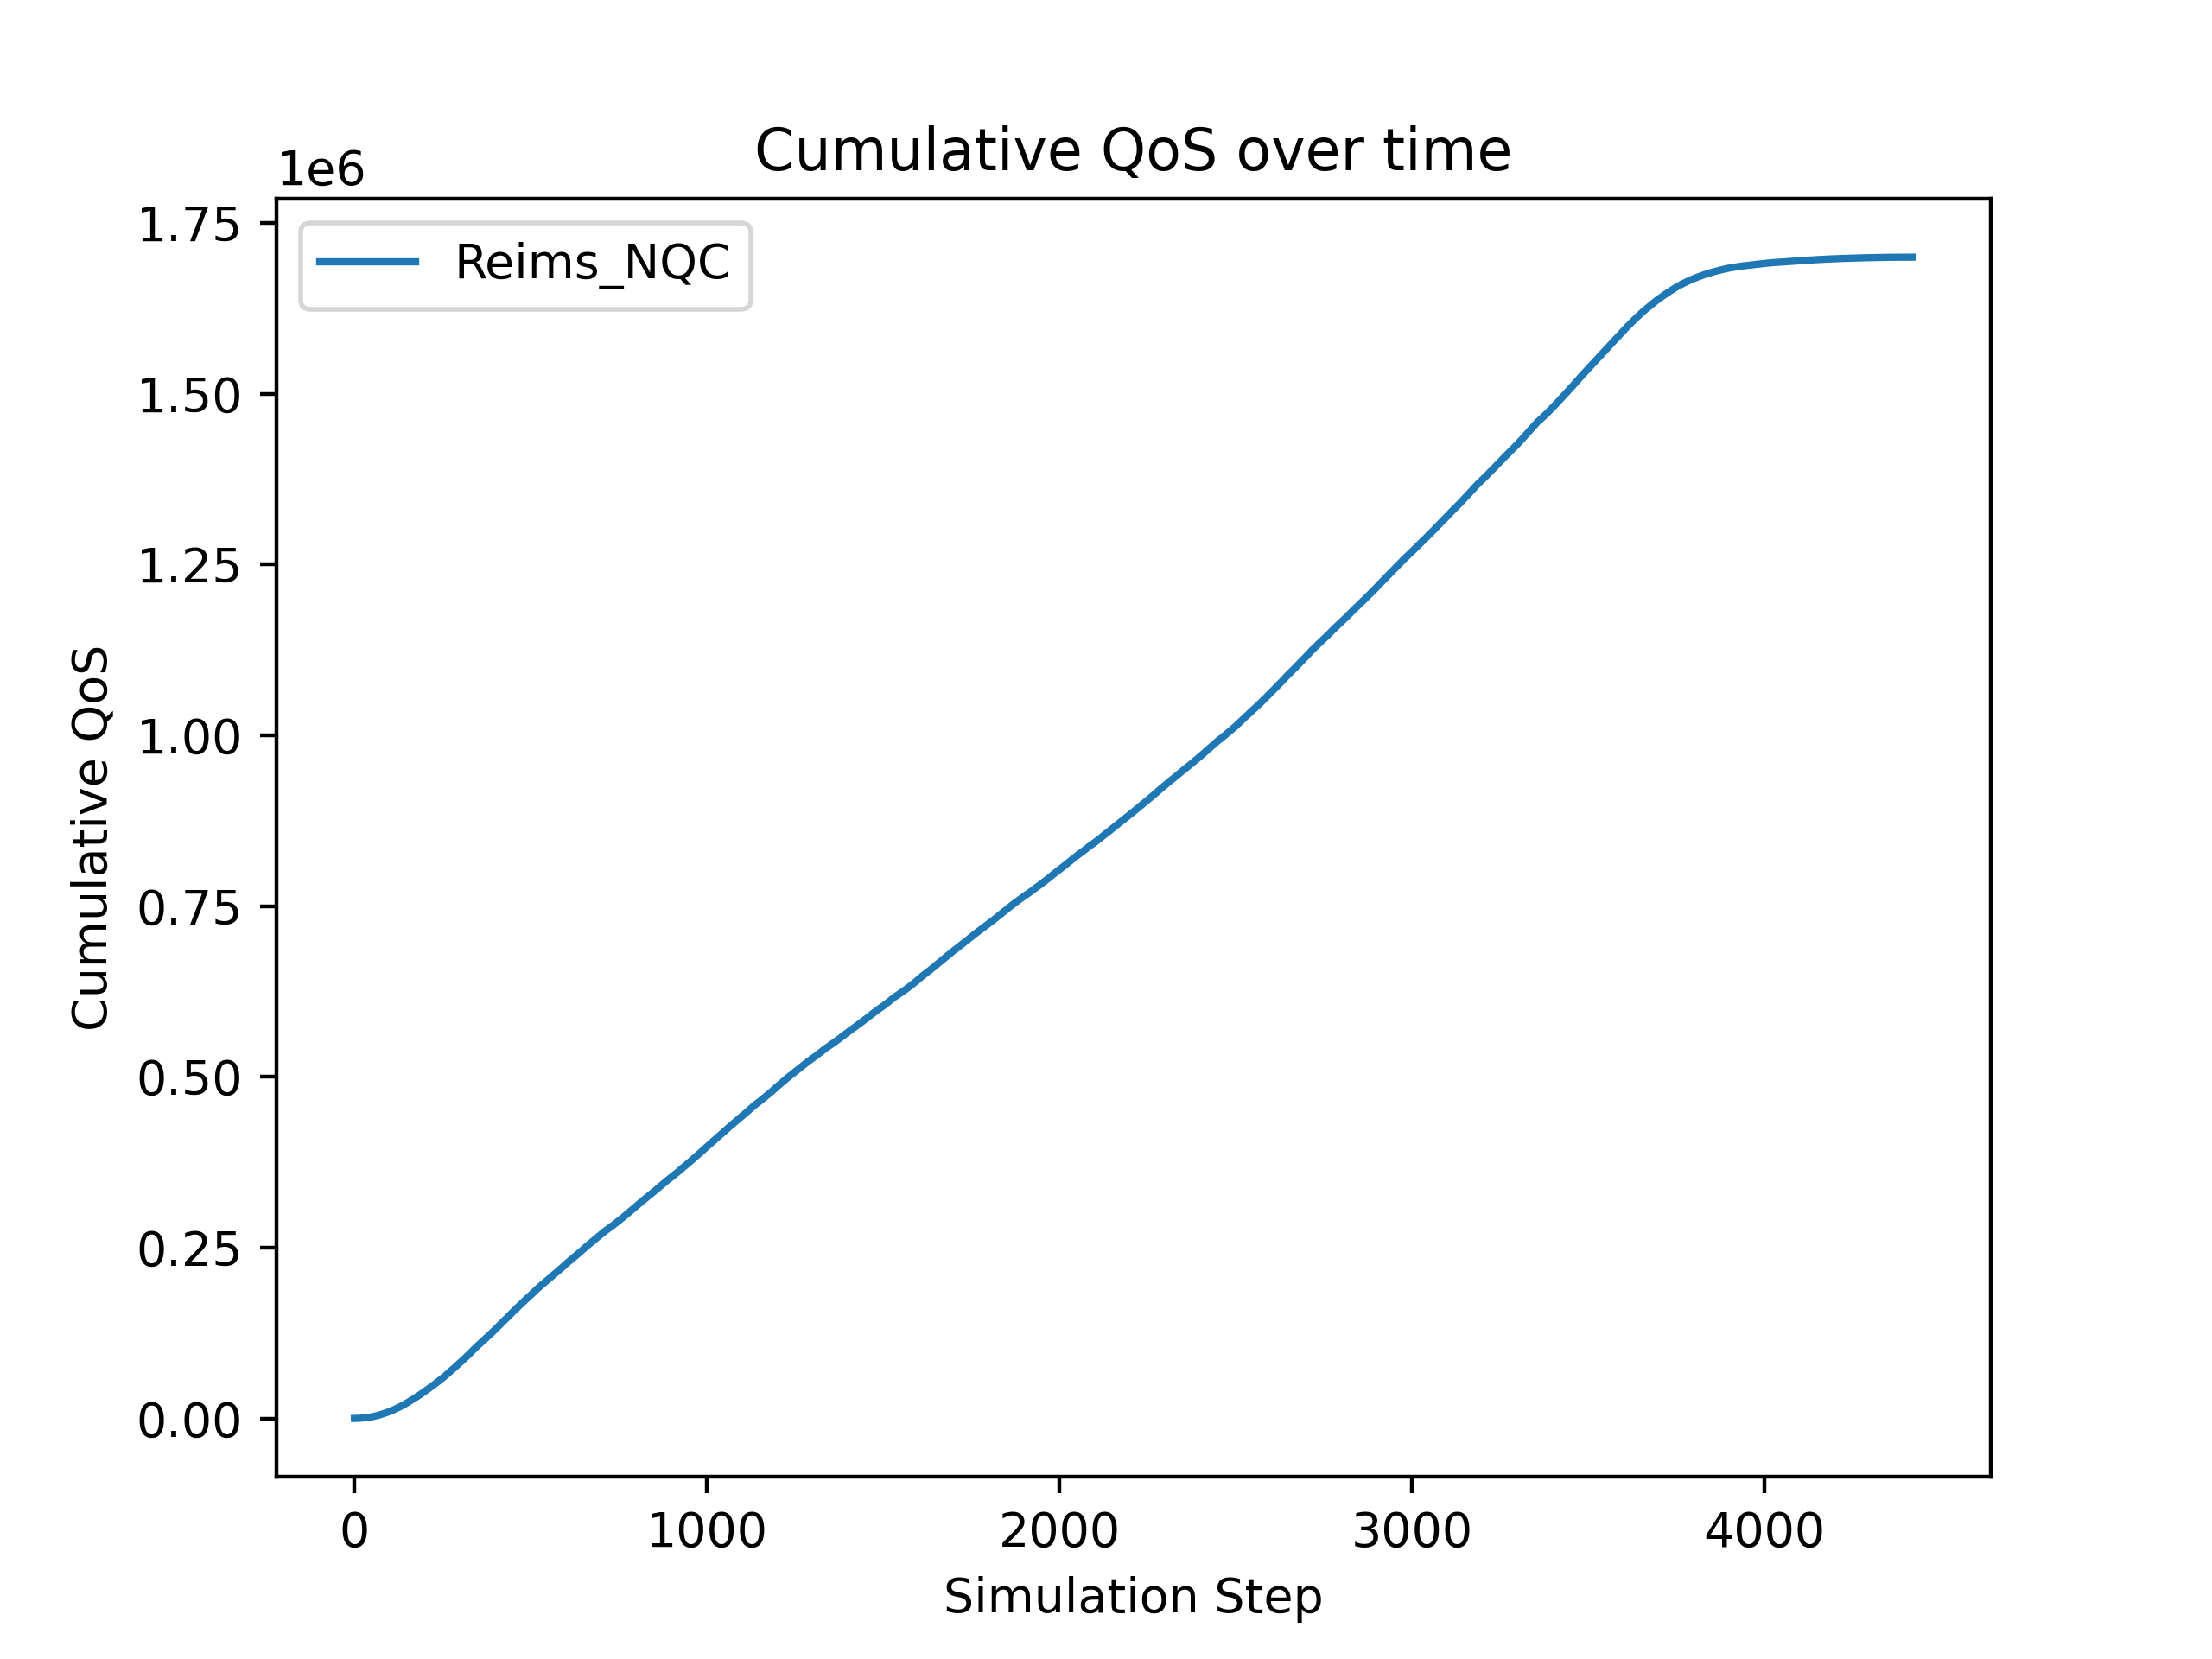 Cumulative QoS over time
1e6
1.75
1.50
1.25
1.00
0.75
0.50
0.25
0.00
Reims_NQC
Cumulative QoS
0 1000 2000 3000 4000
Simulation Step